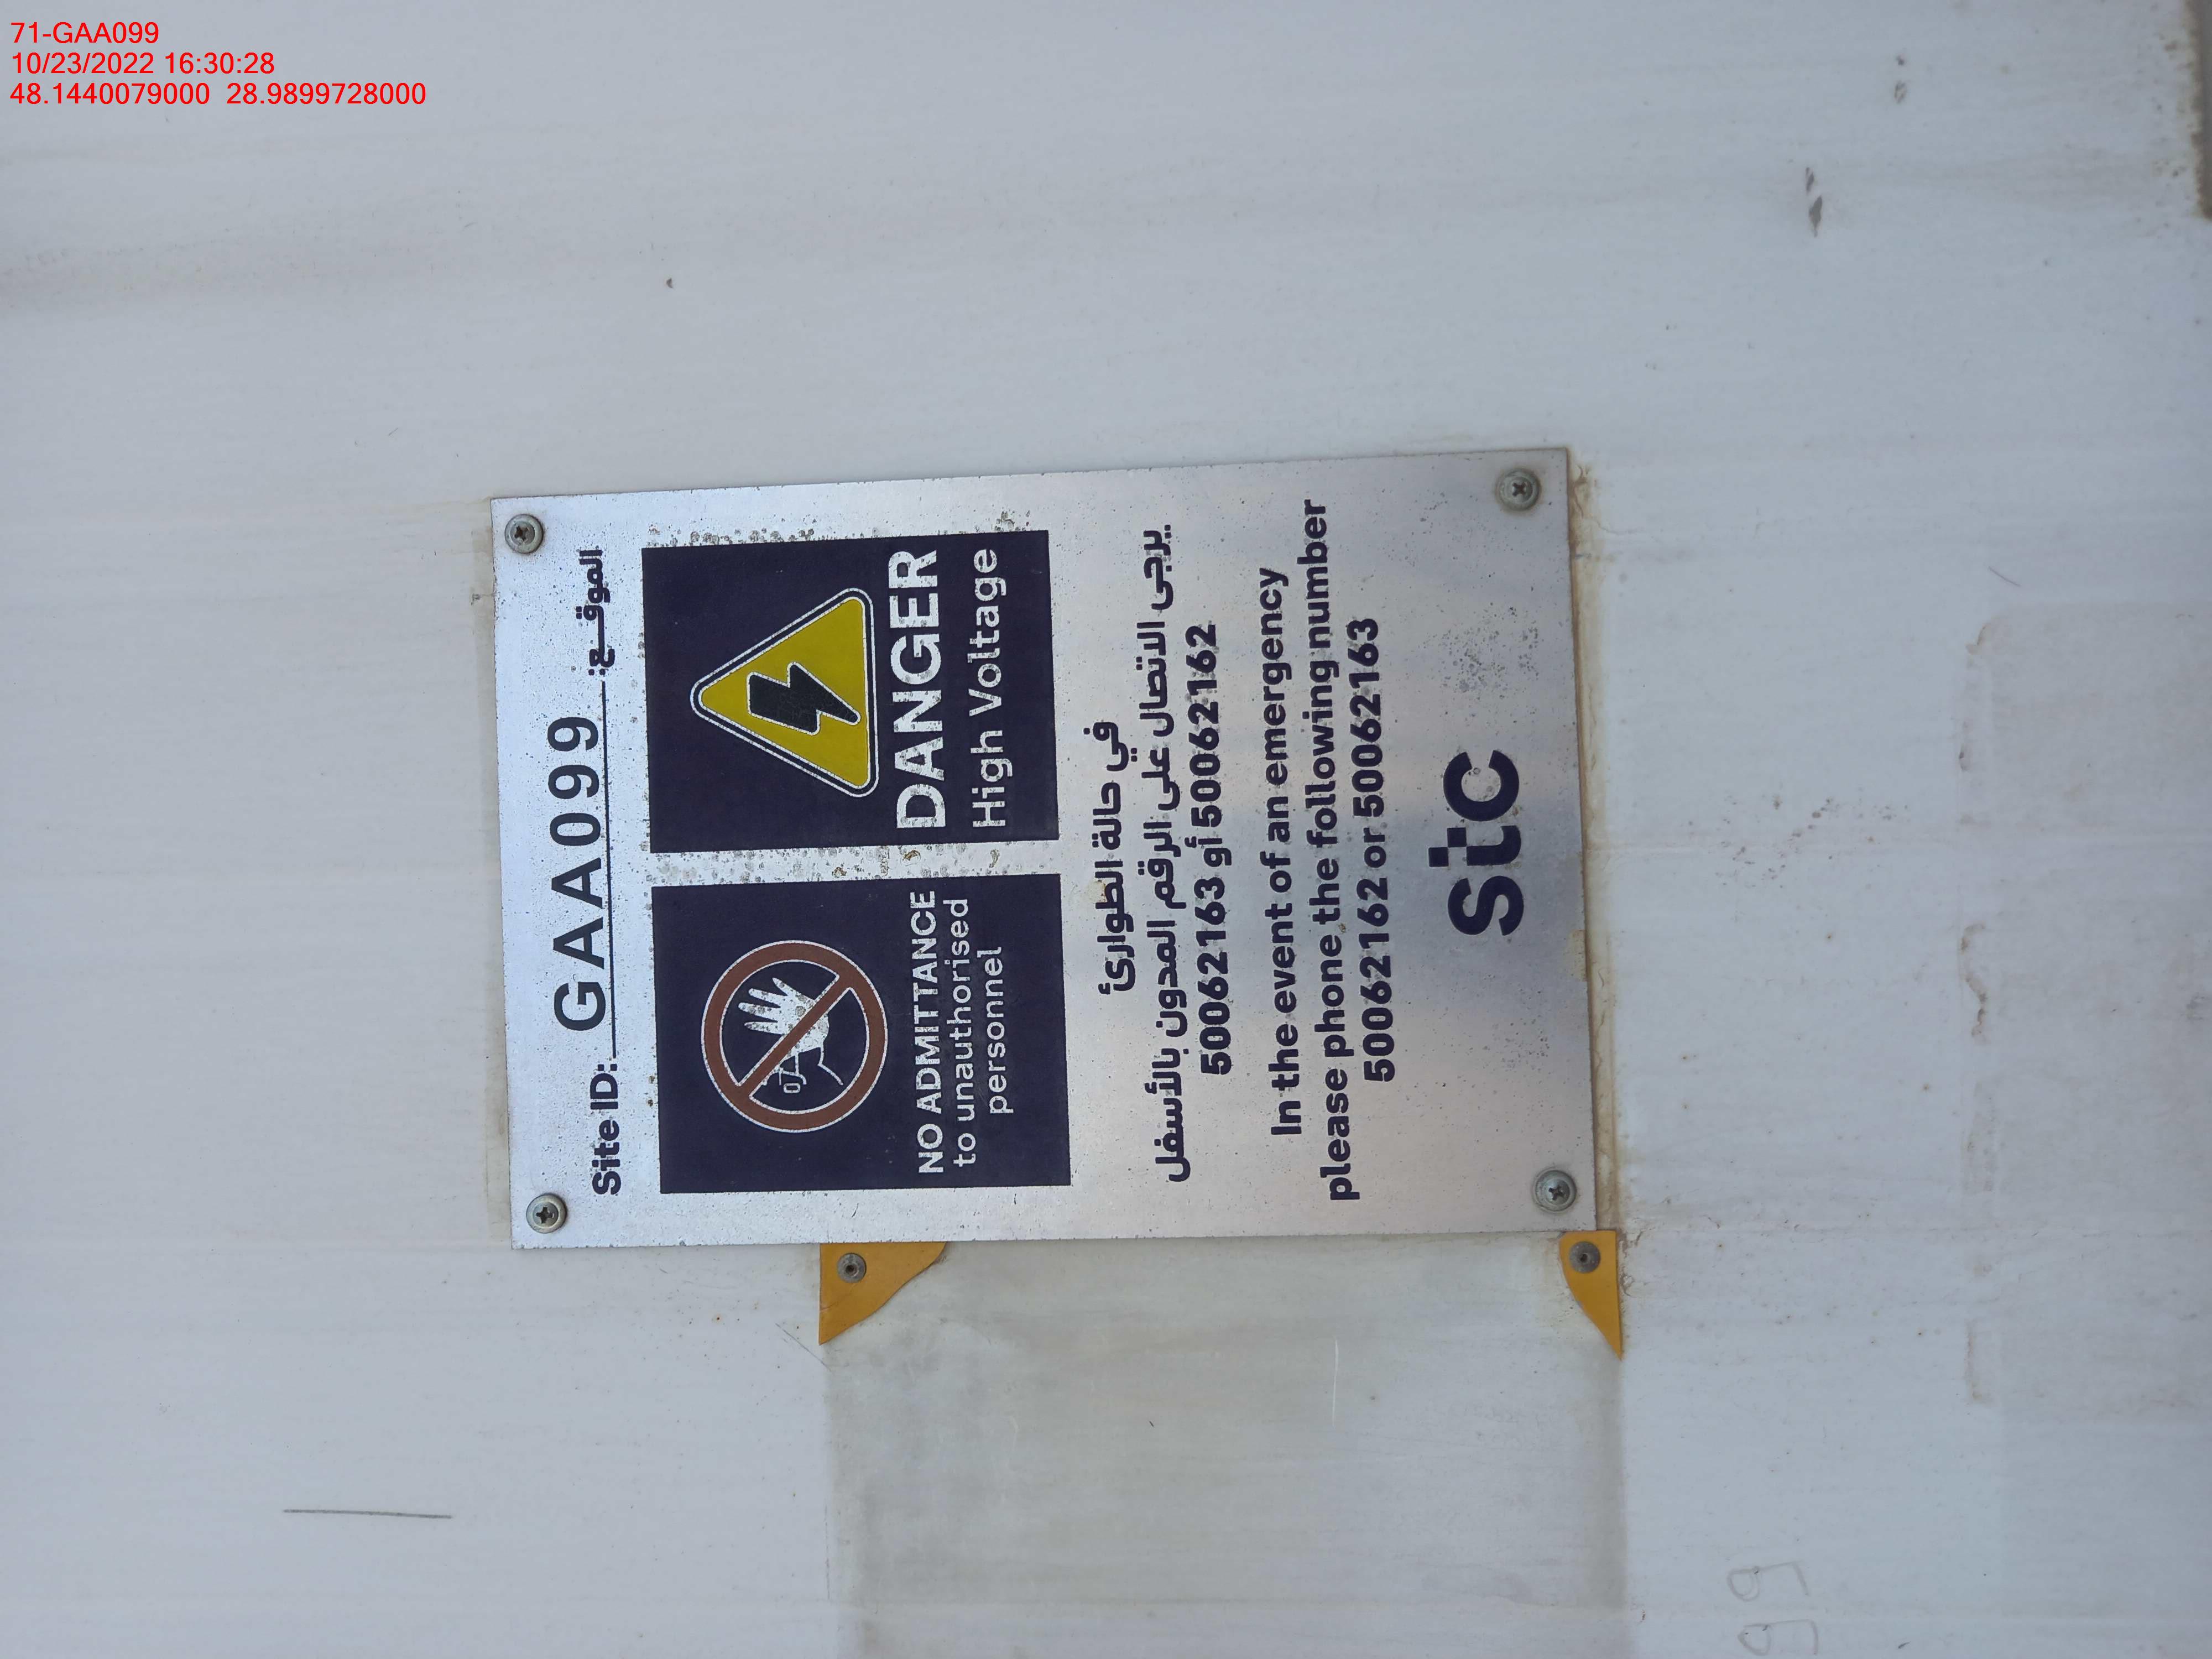 71-GAA099
10/23/2022 16:30:28
48.1440079000 28.9899728000
Site ID: GAA099 الموقــع:
NO ADMITTANCE
to unauthorised
personnel
DANGER
High Voltage
في حالة الطوارئ
يرجى الاتصال على الرقم المدون بالأسفل
50062163 أو 50062162
In the event of an emergency
please phone the following number
50062162 or 50062163
stc
99